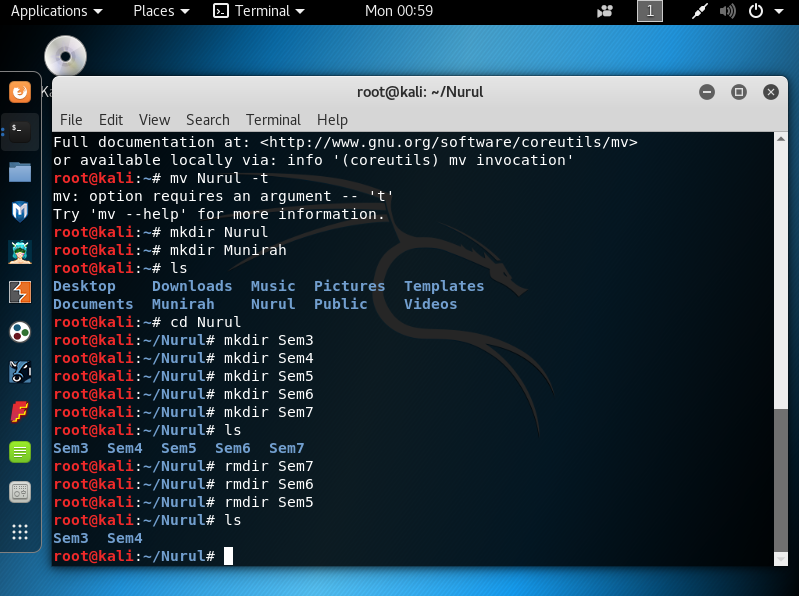 Applications Places Terminal Mon 00:59 1
root@kali: ~/Nurul
File Edit View Search Terminal Help
Full documentation at: <http://www.gnu.org/software/coreutils/mv>
or available locally via: info '(coreutils) mv invocation'
root@kali:~# mv Nurul -t
mv: option requires an argument -- 't'
Try 'mv --help' for more information.
root@kali:~# mkdir Nurul
root@kali:~# mkdir Munirah
root@kali:~# ls
Desktop Downloads Music Pictures Templates
Documents Munirah Nurul Public Videos
root@kali:~# cd Nurul
root@kali:~/Nurul# mkdir Sem3
root@kali:~/Nurul# mkdir Sem4
root@kali:~/Nurul# mkdir Sem5
root@kali:~/Nurul# mkdir Sem6
root@kali:~/Nurul# mkdir Sem7
root@kali:~/Nurul# ls
Sem3 Sem4 Sem5 Sem6 Sem7
root@kali:~/Nurul# rmdir Sem7
root@kali:~/Nurul# rmdir Sem6
root@kali:~/Nurul# rmdir Sem5
root@kali:~/Nurul# ls
Sem3 Sem4
root@kali:~/Nurul#